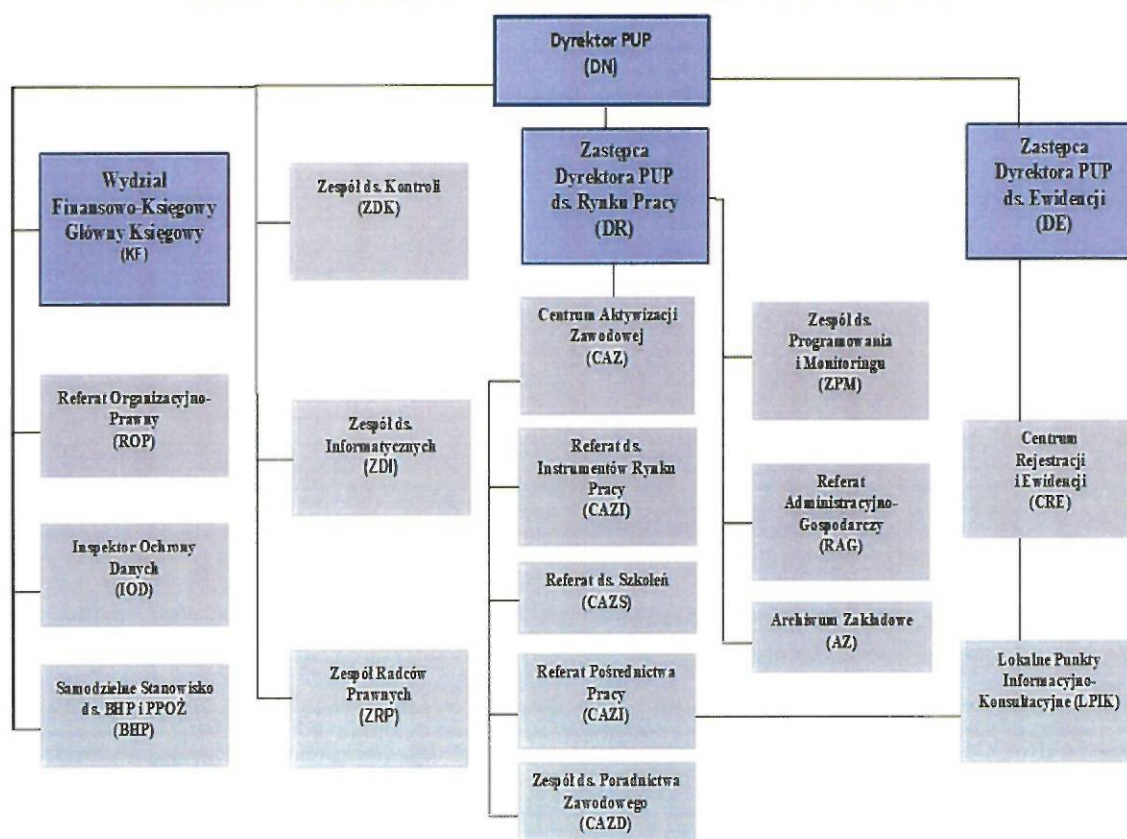 Dyrektor PUP
(DN)
Wydział
Finansowo-Księgowy
Główny Księgowy
(KF)
Zespół ds. Kontroli
(ZDK)
Zastępca
Dyrektora PUP
ds. Rynku Pracy
(DR)
Zastępca
Dyrektora PUP
ds. Ewidencji
(DE)
Centrum Aktywizacji
Zawodowej
(CAZ)
Zespół ds.
Programowania
i Monitoringu
(ZPM)
Referat Organizacyjno-
Prawny
(ROP)
Zespół ds.
Informatycznych
(ZDI)
Referat ds.
Instrumentów Rynku
Pracy
(CAZI)
Referat
Administracyjno-
Gospodarczy
(RAG)
Centrum
Rejestracji
i Ewidencji
(CRE)
Inspektor Ochrony
Danych
(IOD)
Referat ds. Szkoleń
(CAZS)
Archiwum Zakładowe
(AZ)
Samodzielne Stanowisko
ds. BHP i PPOŻ
(BHP)
Zespół Radców
Prawnych
(ZRP)
Referat Pośrednictwa
Pracy
(CAZI)
Lokalne Punkty
Informacyjno-
Konsultacyjne (LPIK)
Zespół ds. Poradnictwa
Zawodowego
(CAZD)